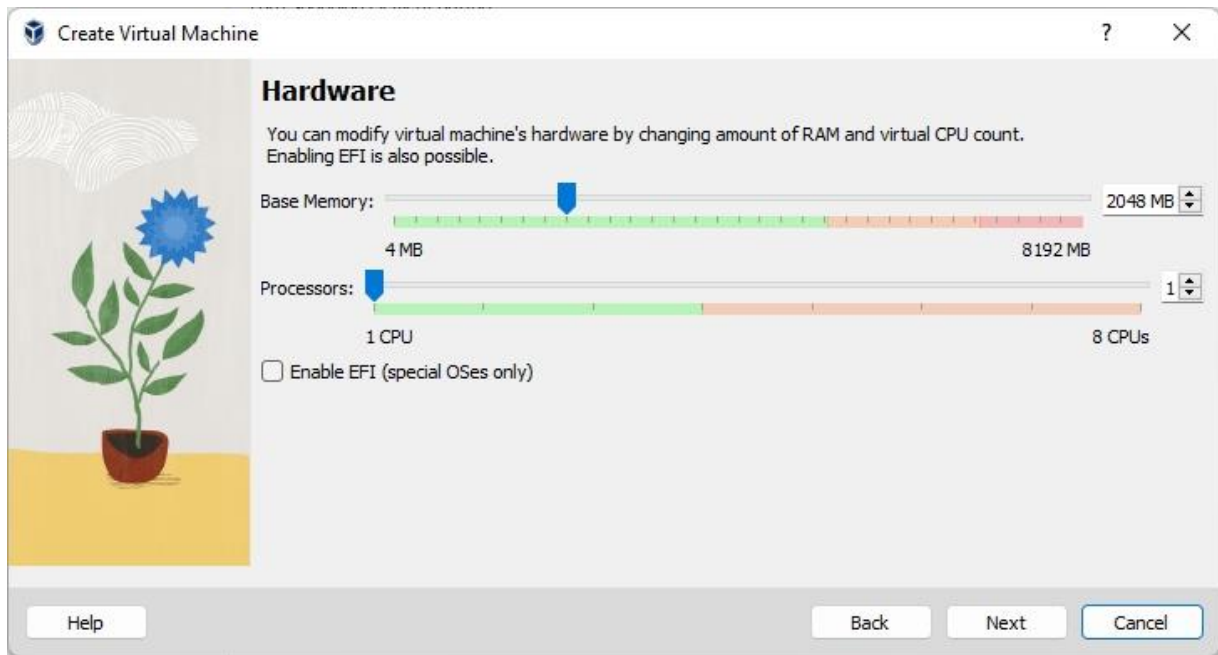 Create Virtual Machine
?
Hardware
You can modify virtual machine's hardware by changing amount of RAM and virtual CPU count.
Enabling EFI is also possible.
Base Memory: 2048 MB
4 MB 8192 MB
Processors: 1
1 CPU 8 CPUs
Enable EFI (special OSes only)
Help Back Next Cancel